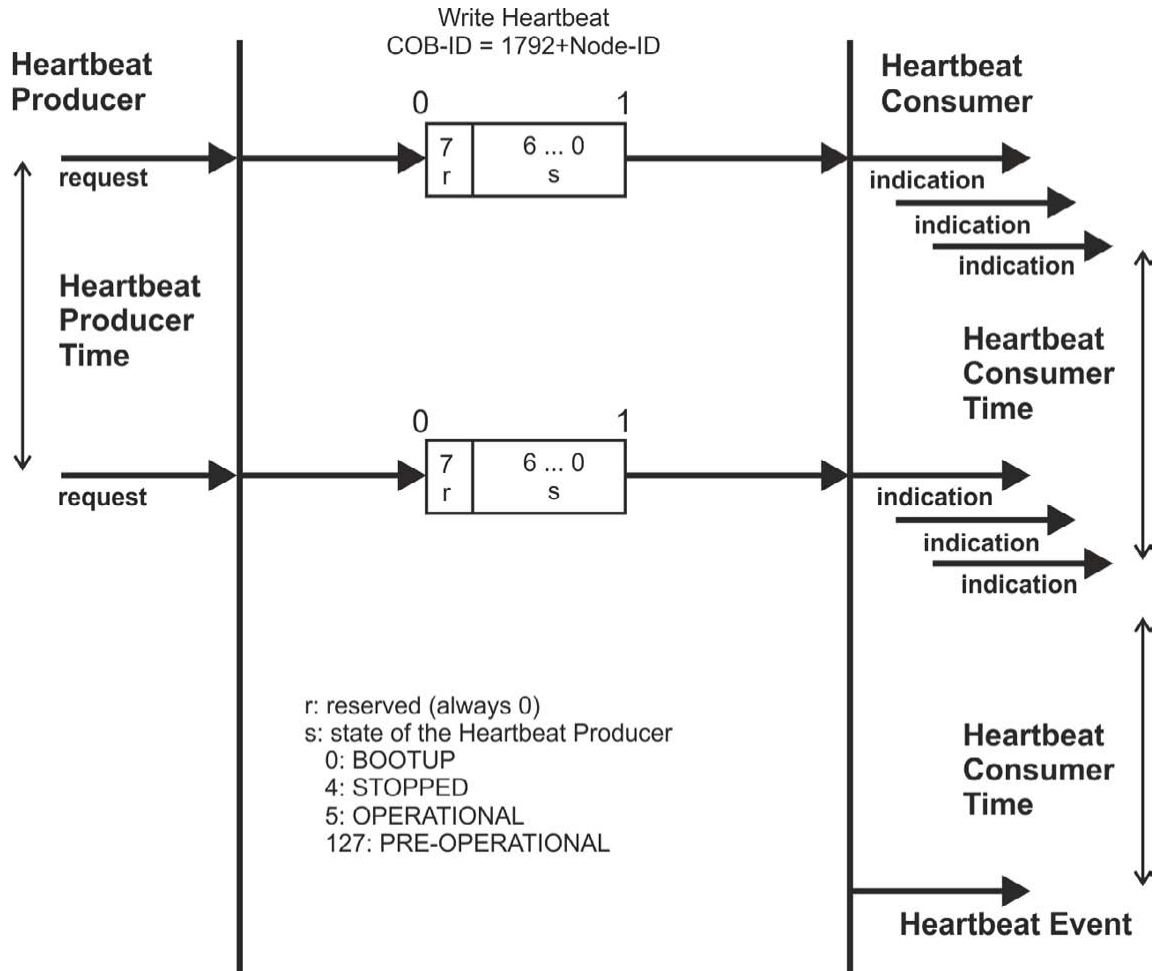 Write Heartbeat
COB-ID = 1792+Node-ID
Heartbeat
Producer
Heartbeat
Consumer
0 1
7 6 ... 0
r s
request
indication
indication
indication
Heartbeat
Producer
Time
Heartbeat
Consumer
Time
0 1
7 6 ... 0
r s
request
indication
indication
indication
r: reserved (always 0)
s: state of the Heartbeat Producer
0: BOOTUP
4: STOPPED
5: OPERATIONAL
127: PRE-OPERATIONAL
Heartbeat
Consumer
Time
Heartbeat Event